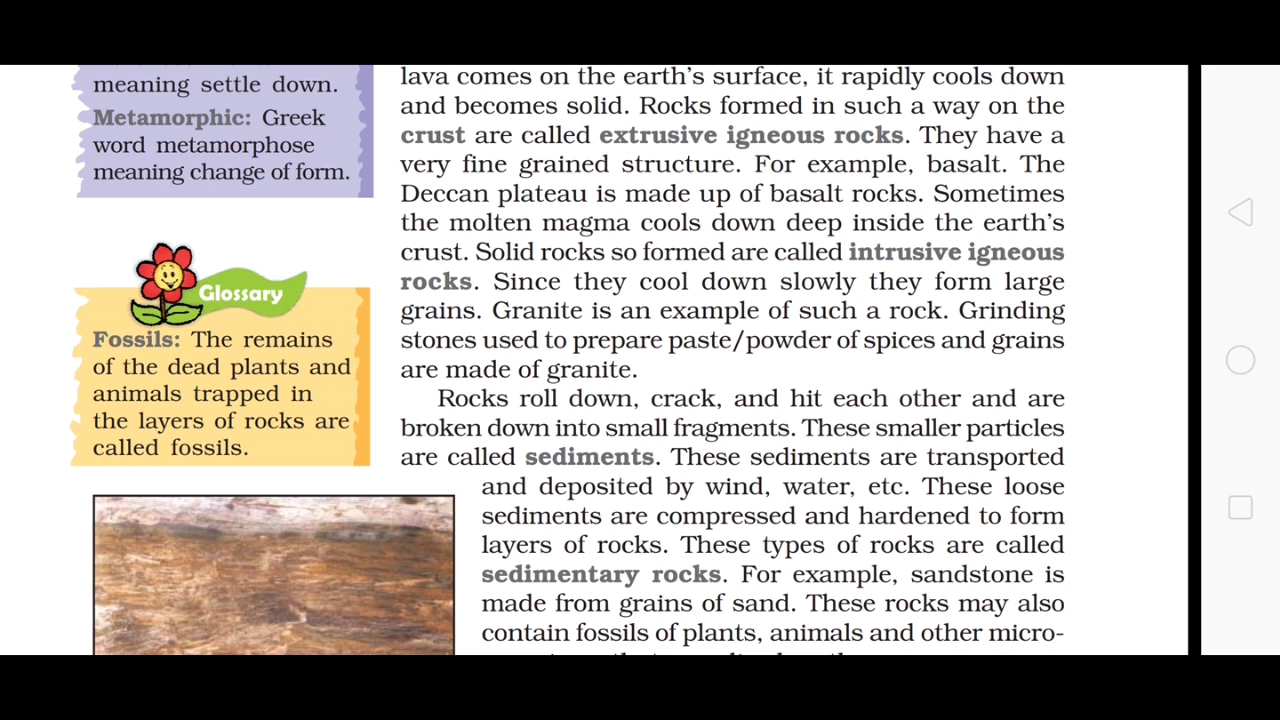 meaning settle down.
Metamorphic: Greek
word metamorphose
meaning change of form.
Glossary
Fossils: The remains
of the dead plants and
animals trapped in
the layers of rocks are
called fossils.
lava comes on the earth's surface, it rapidly cools down
and becomes solid. Rocks formed in such a way on the
crust are called extrusive igneous rocks. They have a
very fine grained structure. For example, basalt. The
Deccan plateau is made up of basalt rocks. Sometimes
the molten magma cools down deep inside the earth's
crust. Solid rocks so formed are called intrusive igneous
rocks. Since they cool down slowly they form large
grains. Granite is an example of such a rock. Grinding
stones used to prepare paste/powder of spices and grains
are made of granite.
Rocks roll down, crack, and hit each other and are
broken down into small fragments. These smaller particles
are called sediments. These sediments are transported
and deposited by wind, water, etc. These loose
sediments are compressed and hardened to form
layers of rocks. These types of rocks are called
sedimentary rocks. For example, sandstone is
made from grains of sand. These rocks may also
contain fossils of plants, animals and other micro-